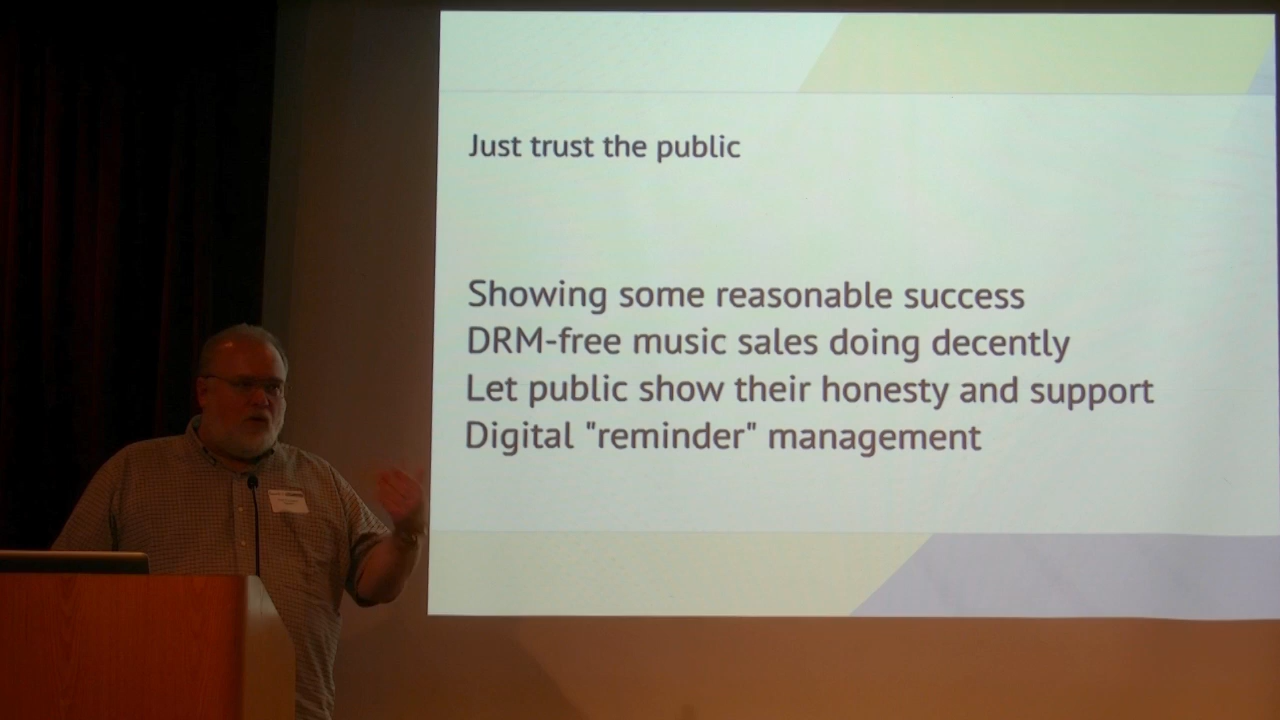 Just trust the public
Showing some reasonable success
DRM-free music sales doing decently
Let public show their honesty and support
Digital "reminder" management